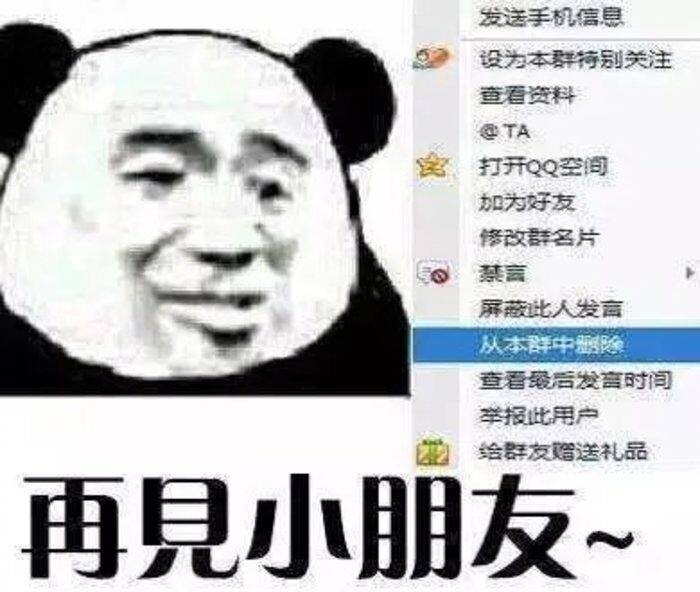 发送手机信息
设为本群特别关注
查看资料
@TA
打开QQ空间
加为好友
修改群名片
禁言
屏蔽此人发言
从本群中删除
查看最后发言时间
举报此用户
给群友赠送礼品
再見小朋友~